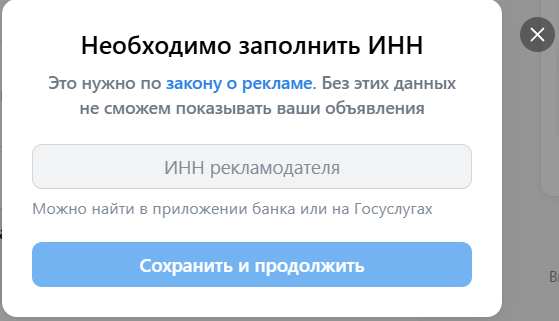 Необходимо заполнить ИНН
Это нужно по закону о рекламе. Без этих данных
не сможем показывать ваши объявления
ИНН рекламодателя
Можно найти в приложении банка или на Госуслугах
Сохранить и продолжить